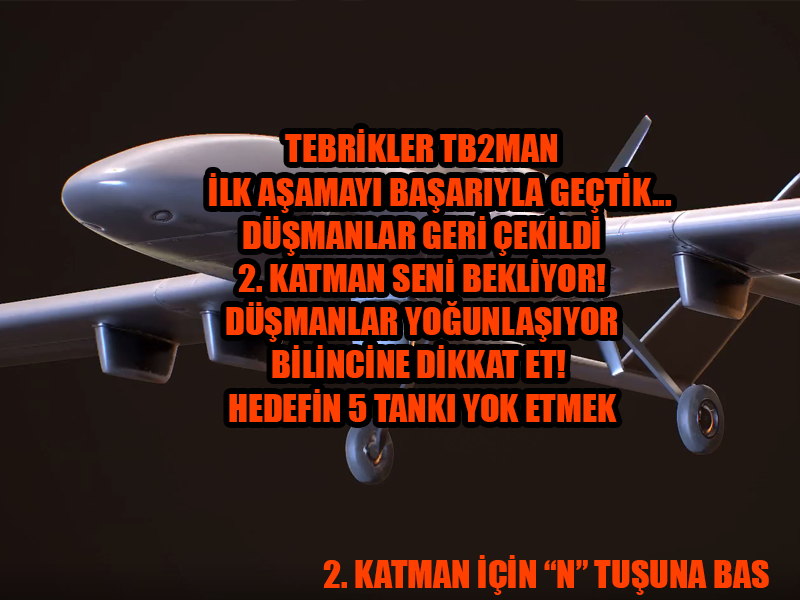 TEBRİKLER TB2MAN
İLK AŞAMAYI BAŞARIYLA GEÇTİK...
DÜŞMANLAR GERİ ÇEKİLDİ
2. KATMAN SENİ BEKLİYOR!
DÜŞMANLAR YOĞUNLAŞIYOR
BİLİNCİNE DİKKAT ET!
HEDEFİN 5 TANKI YOK ETMEK
2. KATMAN İÇİN “N” TUŞUNA BAS